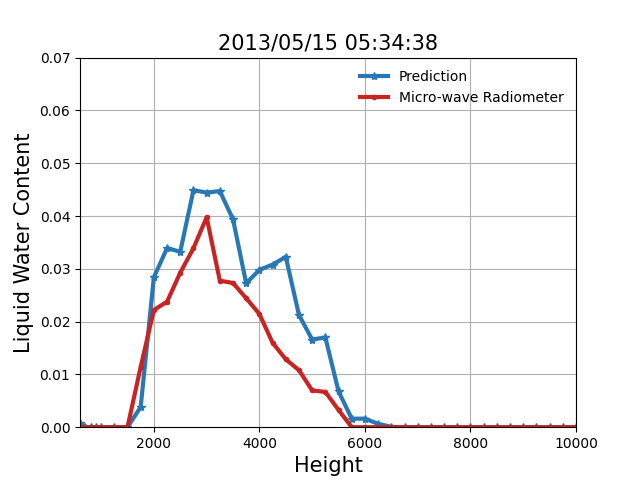 2013/05/15 05:34:38
0.07
0.06
0.05
0.04
0.03
0.02
0.01
0.00
Liquid Water Content
Prediction
Micro-wave Radiometer
2000 4000 6000 8000 10000
Height